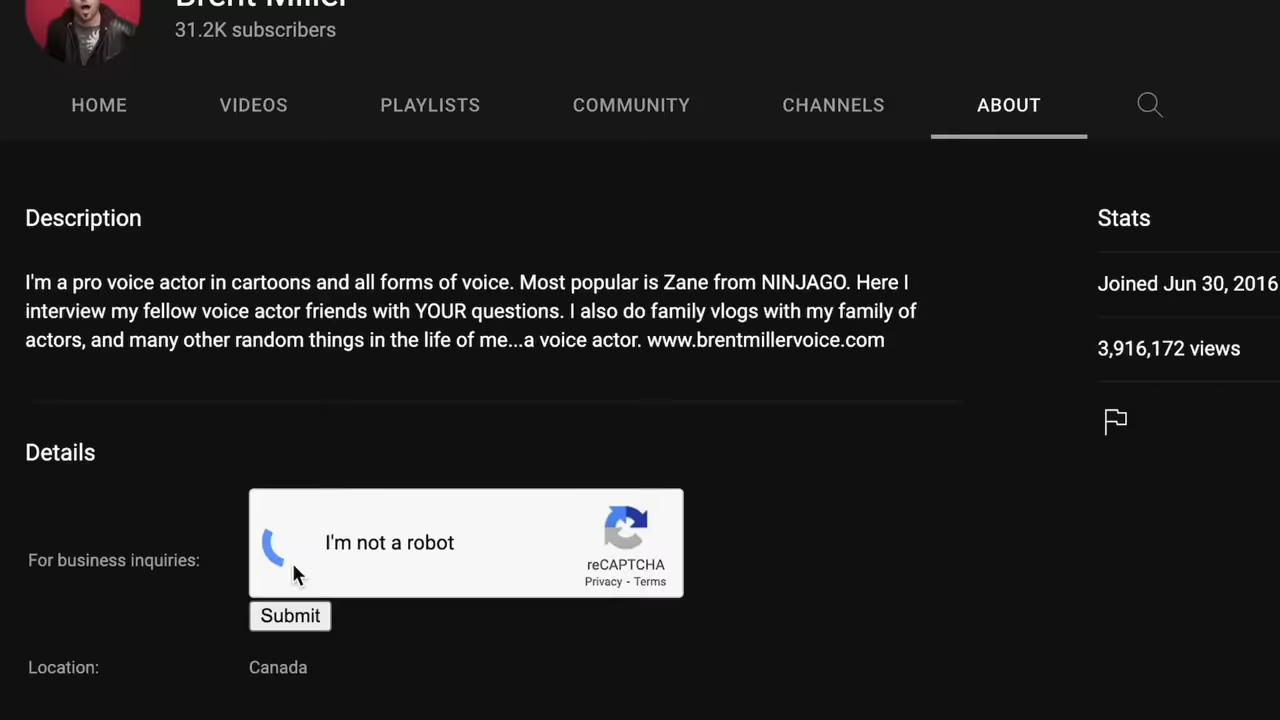 Brent Miller
31.2K subscribers
HOME VIDEOS PLAYLISTS COMMUNITY CHANNELS ABOUT
Description
I'm a pro voice actor in cartoons and all forms of voice. Most popular is Zane from NINJAGO. Here I
interview my fellow voice actor friends with YOUR questions. I also do family vlogs with my family of
actors, and many other random things in the life of me...a voice actor. www.brentmillervoice.com
Stats
Joined Jun 30, 2016
3,916,172 views
Details
For business inquiries:
I'm not a robot
reCAPTCHA
Privacy - Terms
Submit
Location: Canada